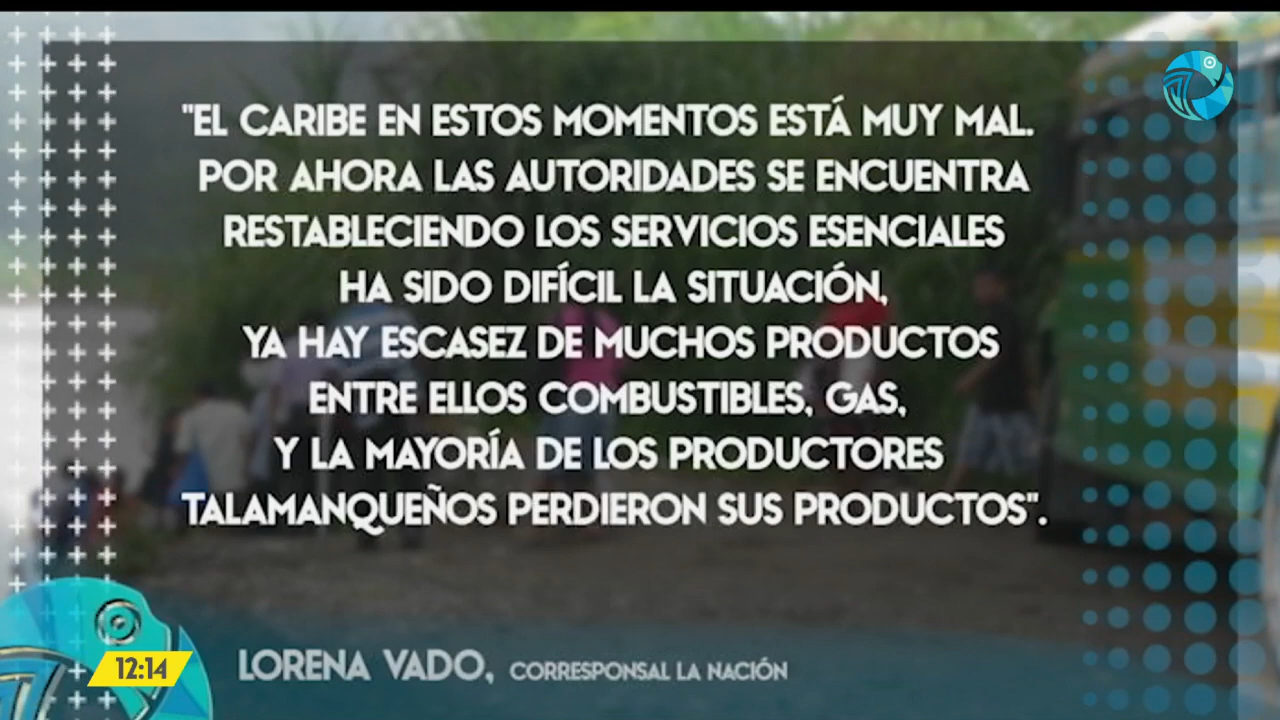 "EL CARIBE EN ESTOS MOMENTOS ESTÁ MUY MAL.
POR AHORA LAS AUTORIDADES SE ENCUENTRA
RESTABLECIENDO LOS SERVICIOS ESENCIALES
HA SIDO DIFÍCIL LA SITUACIÓN,
YA HAY ESCASEZ DE MUCHOS PRODUCTOS
ENTRE ELLOS COMBUSTIBLES, GAS,
Y LA MAYORÍA DE LOS PRODUCTORES
TALAMANQUEÑOS PERDIERON SUS PRODUCTOS".
LORENA VADO, CORRESPONSAL LA NACIÓN
12:14